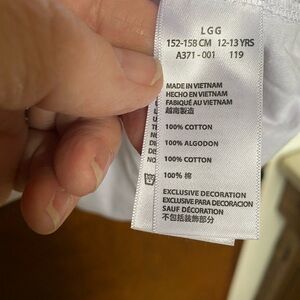 LGG
152-158 CM 12-13 YRS
A371 - 001 119
MADE IN VIETNAM
HECHO EN VIETNAM
FABIQUÉ AU VIETNAM
越南製造
100% COTTON
100% ALGODON
100% COTTON
100% 棉
EXCLUSIVE DECORATION
EXCLUSIVE PARA DECORACION
SAUF DÉCORATION
不包括装飾部分